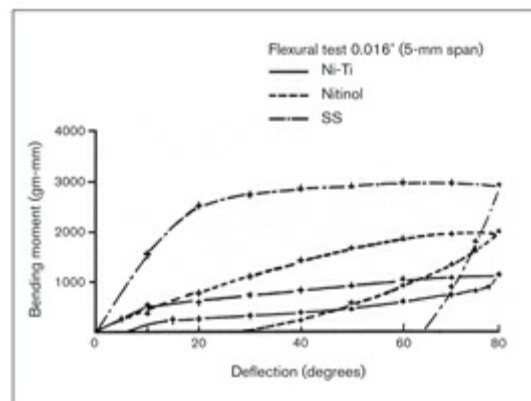 Flexural test 0.016" (5-mm span)
Ni-Ti
Nitinol
SS
Bending moment (gm-mm)
4000
3000
2000
1000
0
20
40
60
80
Deflection (degrees)